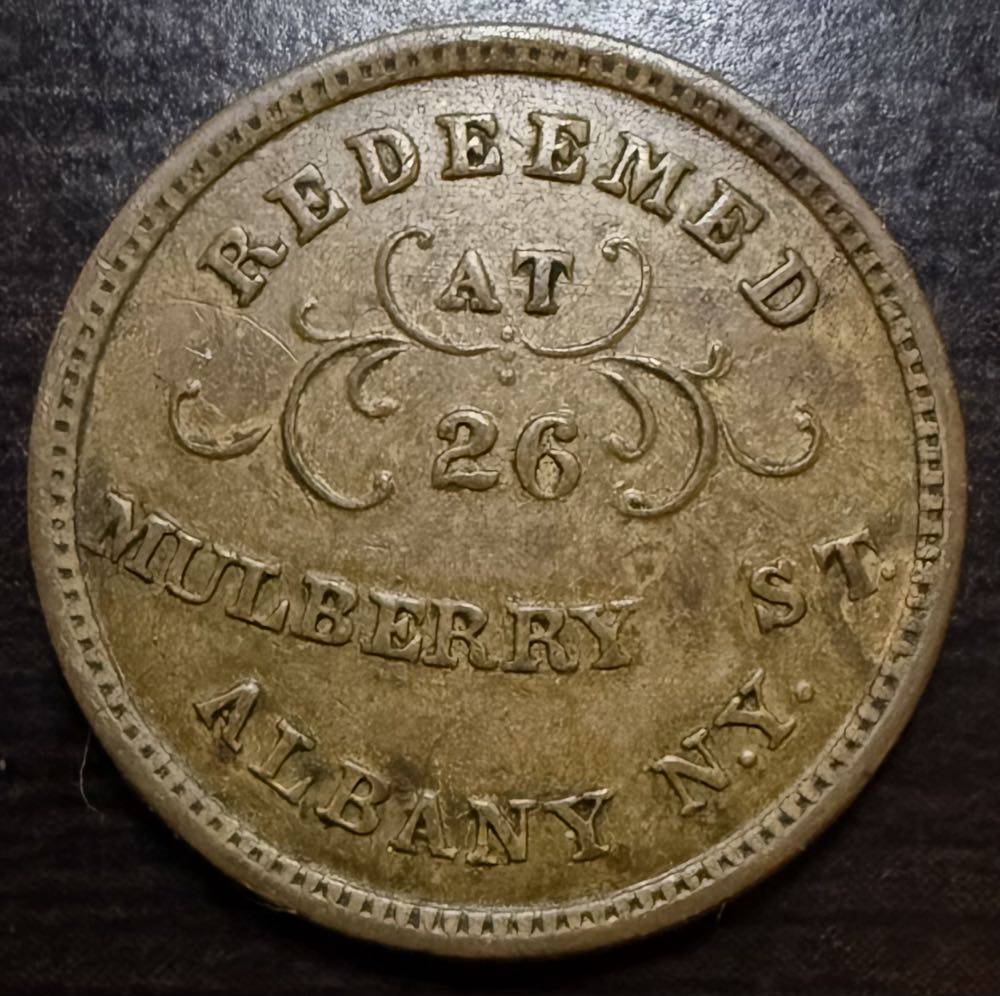 REDEEMED
AT
26
MULBERRY ST.
ALBANY N.Y.